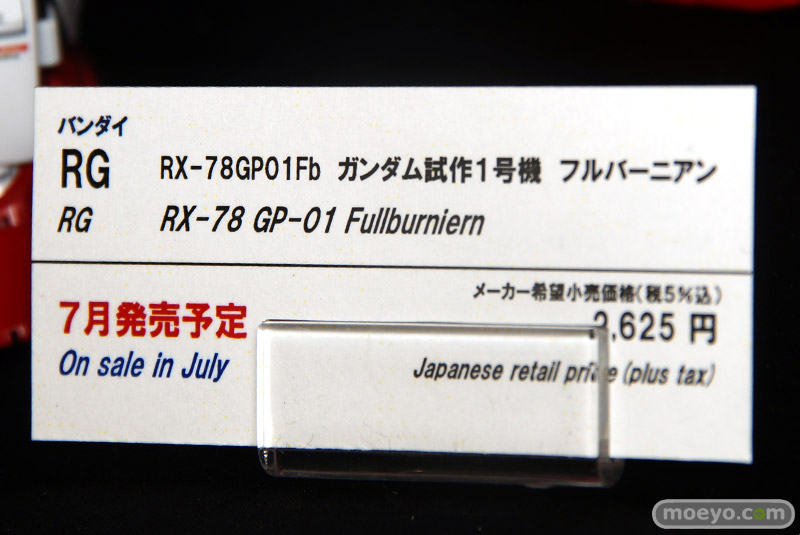 バンダイ
RG RX-78GP01Fb ガンダム試作1号機 フルバーニアン
RG RX-78 GP-01 Fullburniern
メーカー希望小売価格(税5%込)
7月発売予定
2,625 円
On sale in July
Japanese retail price (plus tax)
moeyo.com